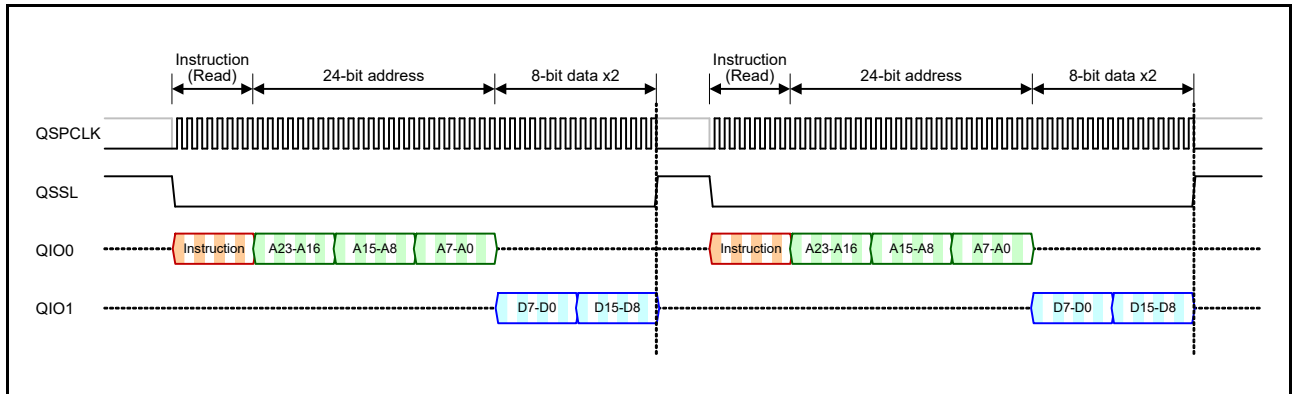 Instruction
(Read)
24-bit address
8-bit data x2
Instruction
(Read)
24-bit address
8-bit data x2
QSPCLK
QSSL
QIO0
Instruction
A23-A16
A15-A8
A7-A0
Instruction
A23-A16
A15-A8
A7-A0
QIO1
D7-D0
D15-D8
D7-D0
D15-D8